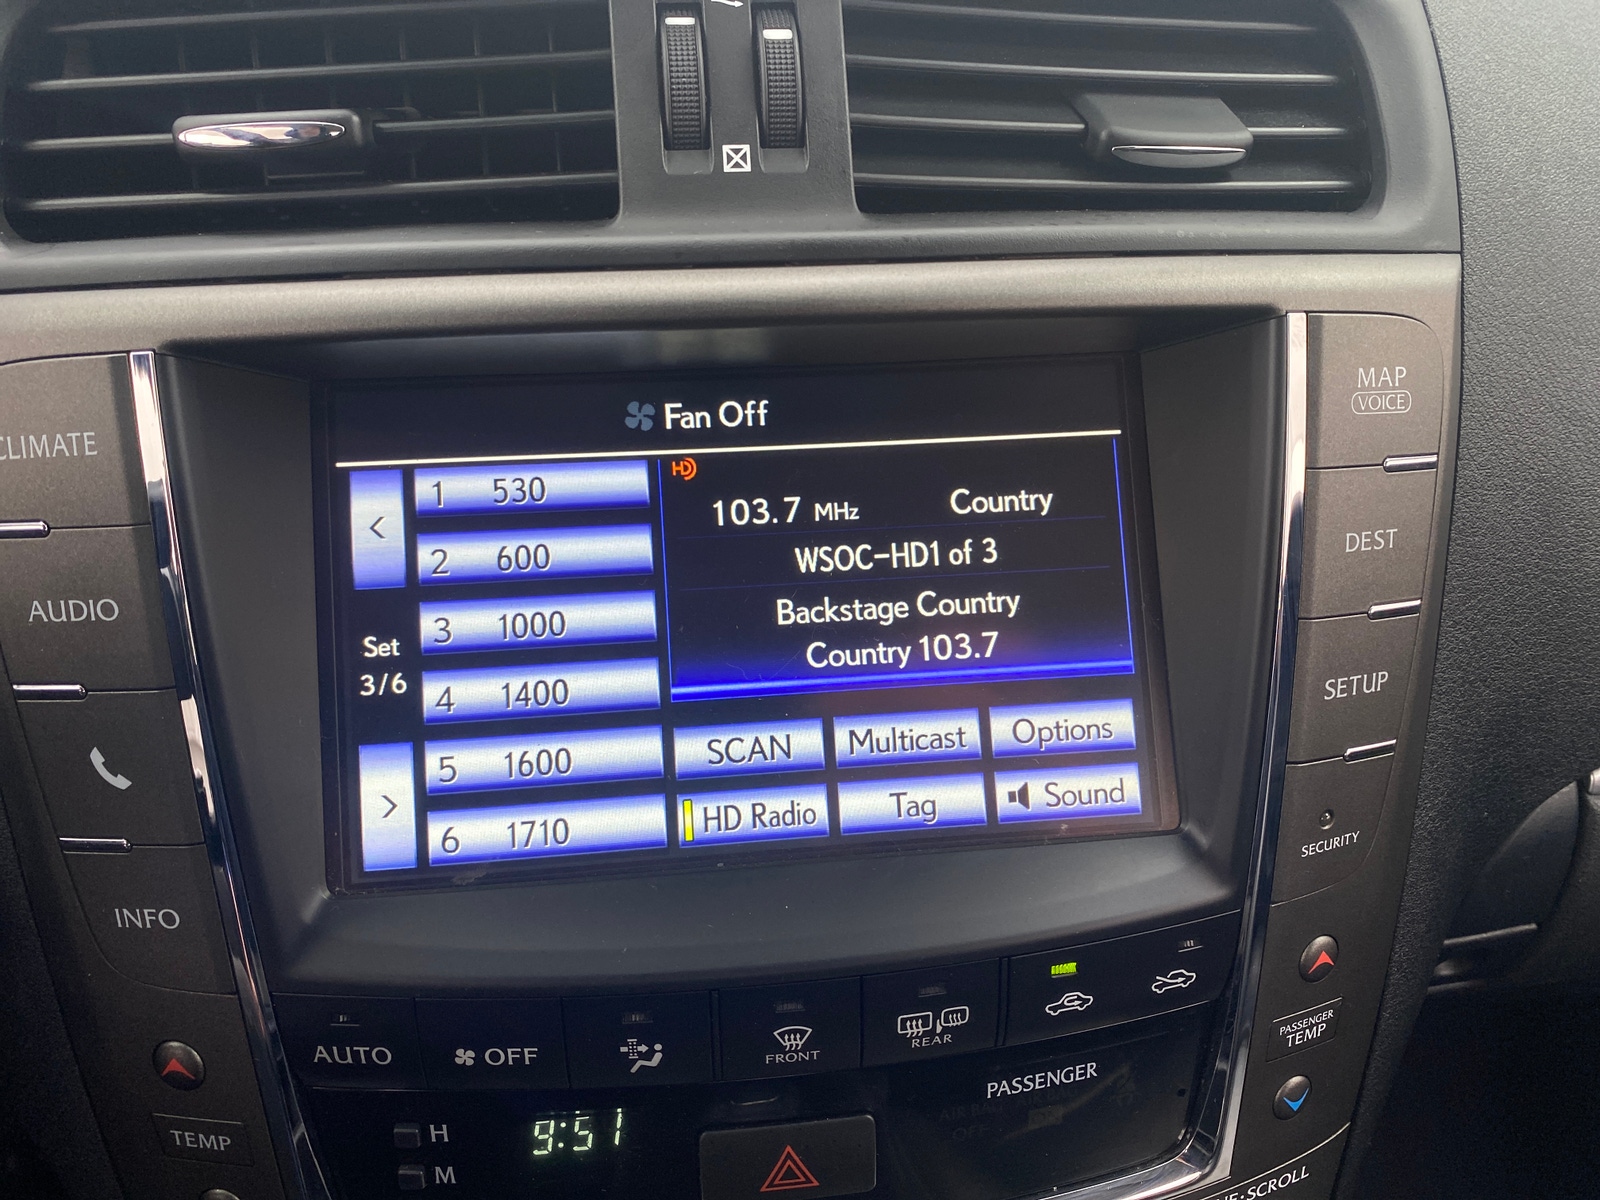 Fan Off
<
1 530
2 600
3 1000
4 1400
5 1600
6 1710
Set
3/6
>
HD
103.7 MHz Country
WSOC-HD1 of 3
Backstage Country
Country 103.7
SCAN Multicast Options
HD Radio Tag Sound
CLIMATE
AUDIO
INFO
MAP
VOICE
DEST
SETUP
SECURITY
AUTO
OFF
FRONT
REAR
PASSENGER
TEMP
PASSENGER
TEMP
H
M
9:51
SCROLL